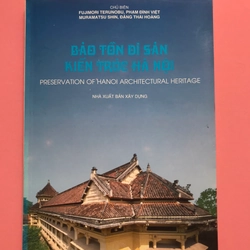 CHỦ BIÊN
FUJIMORI TERUNOBU, PHẠM ĐÌNH VIỆT
MURAMATSU SHIN, ĐẶNG THÁI HOÀNG
BẢO TỒN DI SẢN
KIẾN TRÚC HÀ NỘI
PRESERVATION OF HANOI ARCHITECTURAL HERITAGE
NHÀ XUẤT BẢN XÂY DỰNG